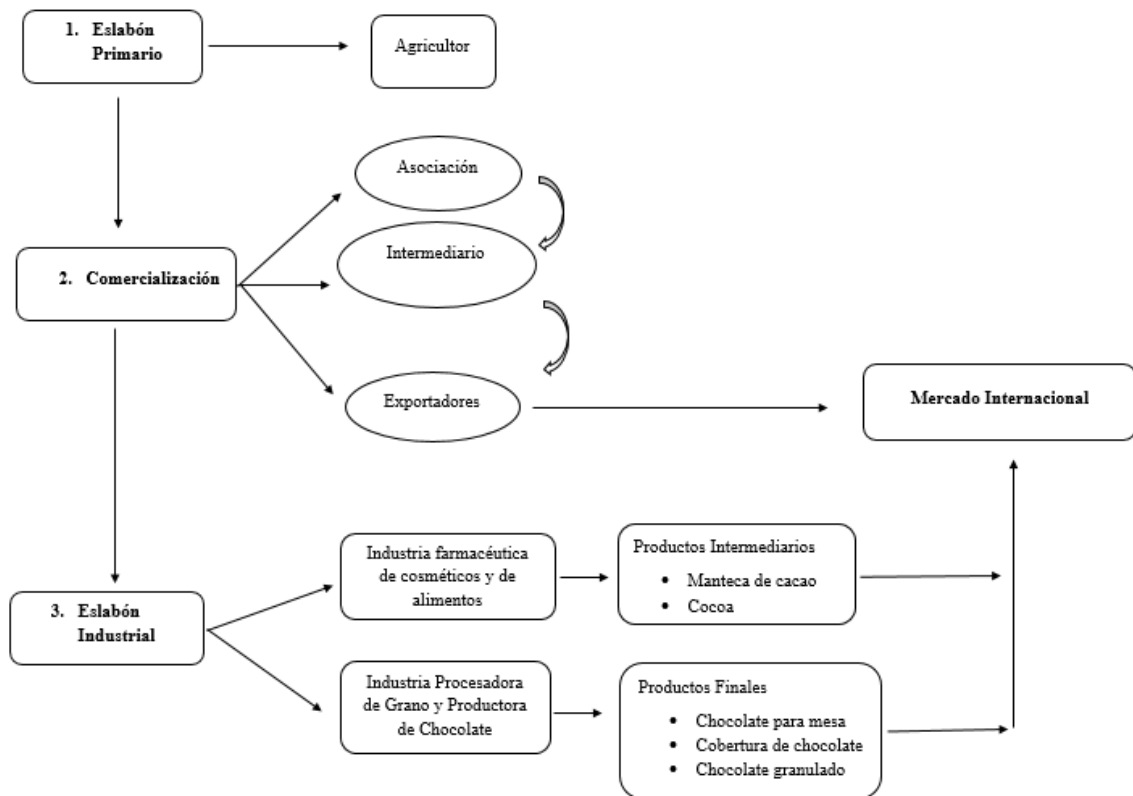 1. Eslabón
Primario
Agricultor
Asociación
Intermediario
2. Comercialización
Exportadores
Mercado Internacional
3. Eslabón
Industrial
Industria farmacéutica
de cosméticos y de
alimentos
Productos Intermediarios
• Manteca de cacao
• Cocoa
Industria Procesadora
de Grano y Productora
de Chocolate
Productos Finales
• Chocolate para mesa
• Cobertura de chocolate
• Chocolate granulado